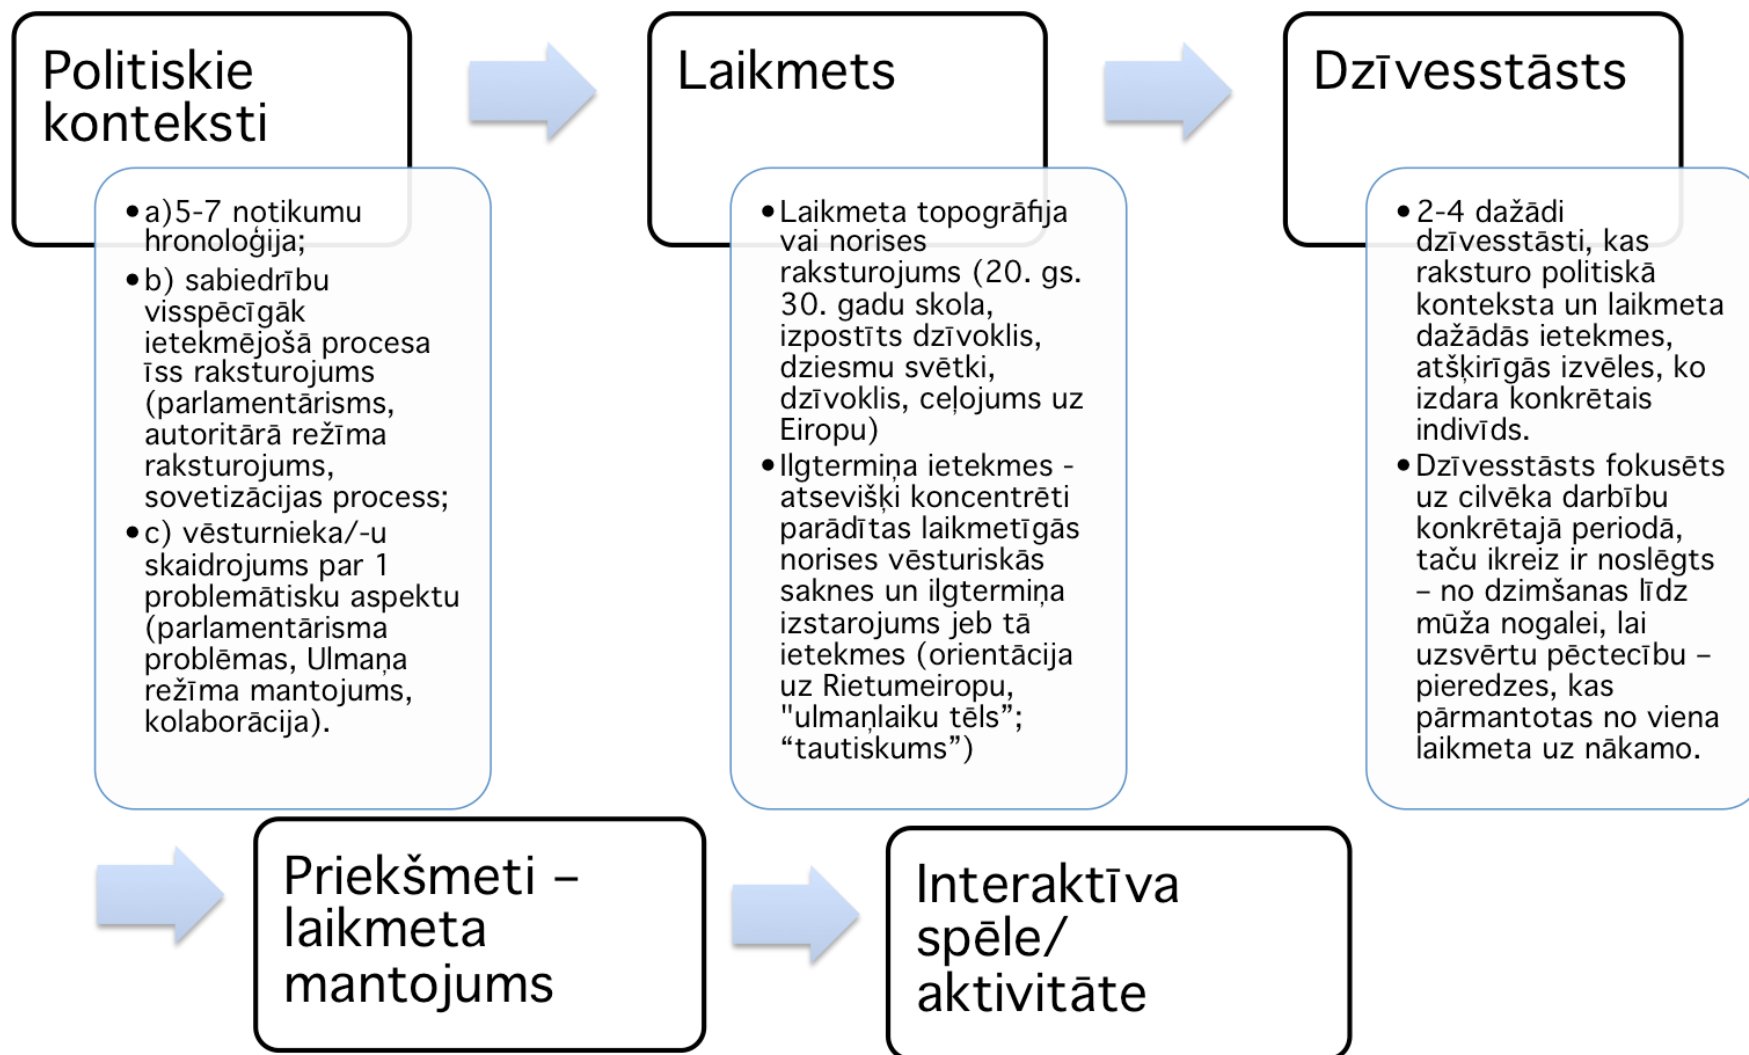 Politiskie
konteksti
•a)5-7 notikumu
hronoloģija;
•b) sabiedrību
visspēcīgāk
ietekmējošā procesa
īss raksturojums
(parlamentārisms,
autoritārā režīma
raksturojums,
sovetizācijas process;
•c) vēsturnieka/-u
skaidrojums par 1
problemātisku aspektu
(parlamentārisma
problēmas, Ulmaņa
režīma mantojums,
kolaborācija).
Laikmets
•Laikmeta topogrāfija
vai norises
raksturojums (20. gs.
30. gadu skola,
izpostīts dzīvoklis,
dziesmu svētki,
dzīvoklis, ceļojums uz
Eiropu)
•Ilgtermiņa ietekmes -
atsevišķi koncentrēti
parādītas laikmetīgās
norises vēsturiskās
saknes un ilgtermiņa
izstarojums jeb tā
ietekmes (orientācija
uz Rietumeiropu,
"ulmaņlaiku tēls”;
“tautiskums”)
Dzīvesstāsts
•2-4 dažādi
dzīvesstāsti, kas
raksturo politiskā
konteksta un laikmeta
dažādās ietekmes,
atšķirīgās izvēles, ko
izdara konkrētais
indivīds.
•Dzīvesstāsts fokusēts
uz cilvēka darbību
konkrētajā periodā,
taču ikreiz ir noslēgts
– no dzimšanas līdz
mūža nogalei, lai
uzsvērtu pēctecību –
pieredzes, kas
pārmantotas no viena
laikmeta uz nākamo.
Priekšmeti –
laikmeta
mantojums
Interaktīva
spēle/
aktivitāte